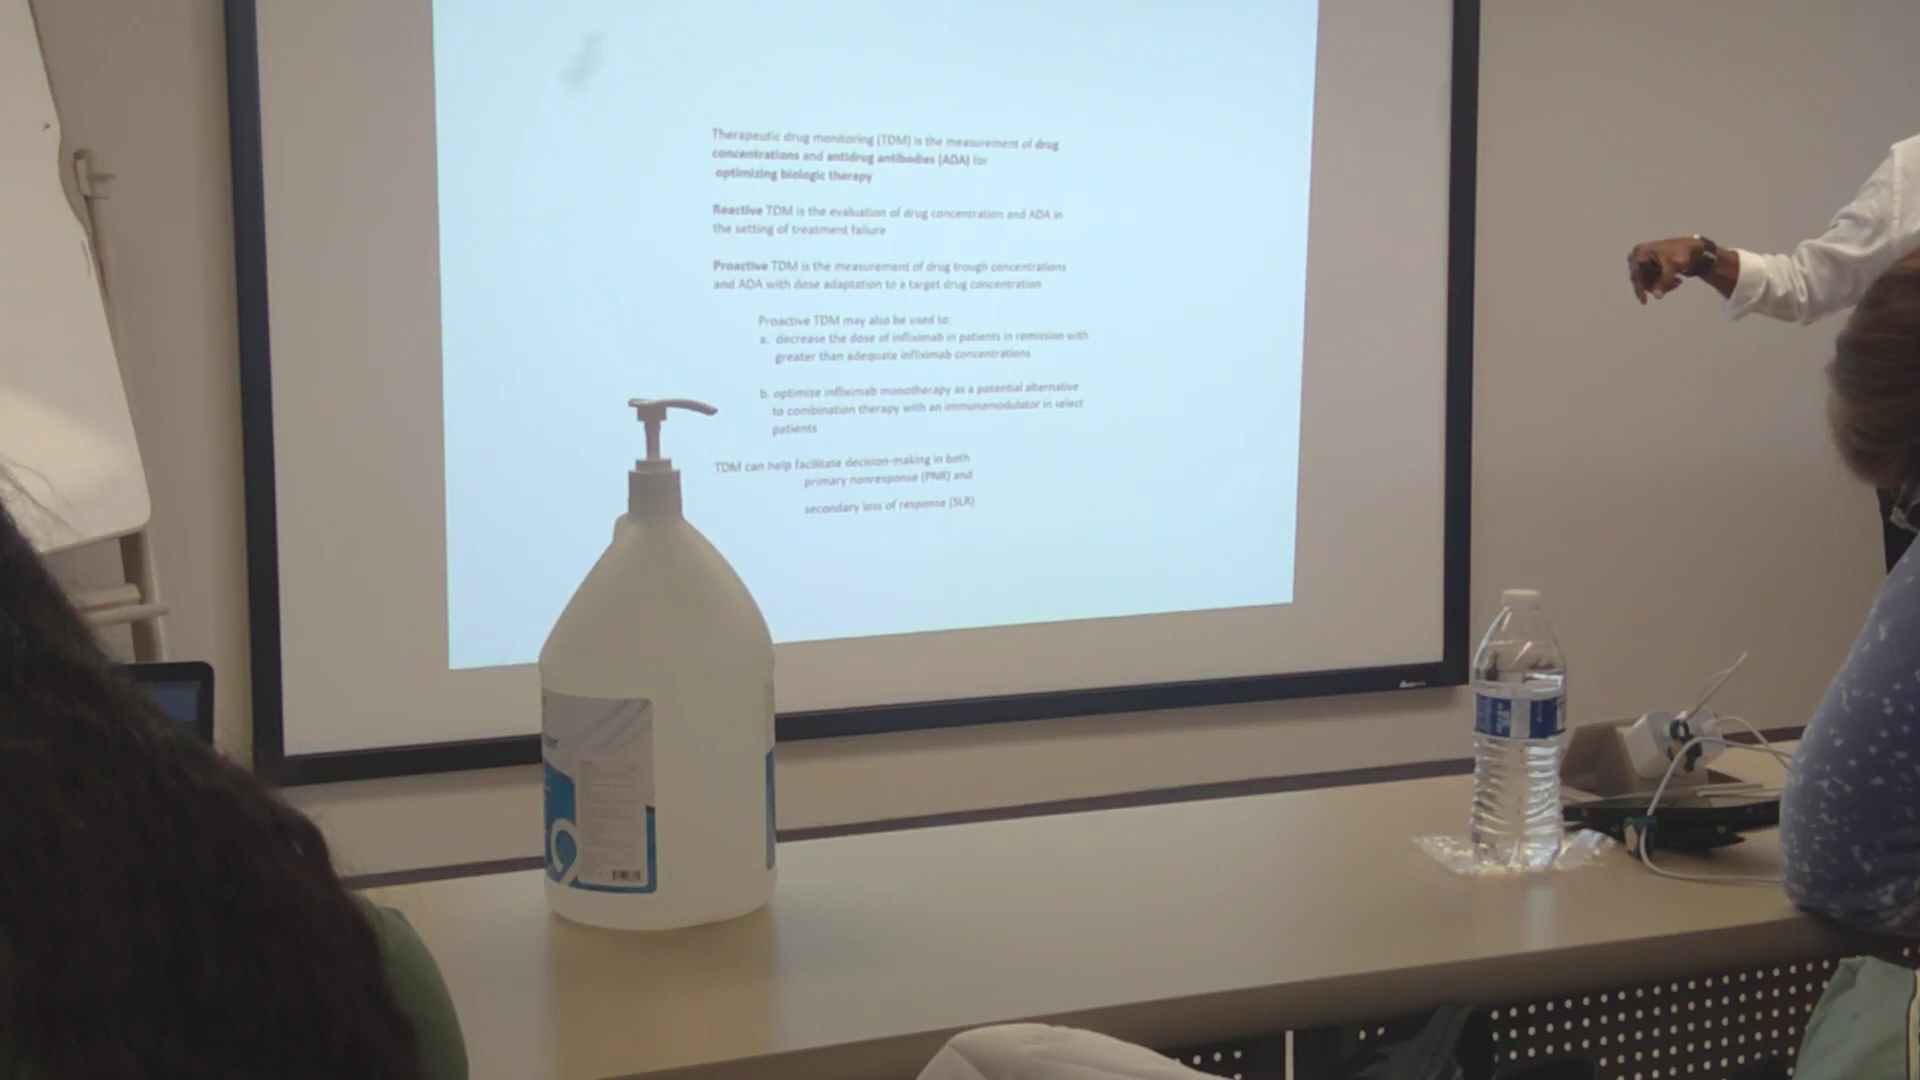 Therapeutic drug monitoring (TDM) is the measurement of drug
concentrations and antidrug antibodies (ADA) for
optimizing biologic therapy
Reactive TDM is the evaluation of drug concentration and ADA in
the setting of treatment failure
Proactive TDM is the measurement of drug trough concentrations
and ADA with dose adaptation to a target drug concentration
Proactive TDM may also be used to:
a. decrease the dose of infliximab in patients in remission with
greater than adequate infliximab concentrations
b. optimize infliximab monotherapy as a potential alternative
to combination therapy with an immunomodulator in select
patients
TDM can help facilitate decision-making in both
primary nonresponse (PNR) and
secondary loss of response (SLR)